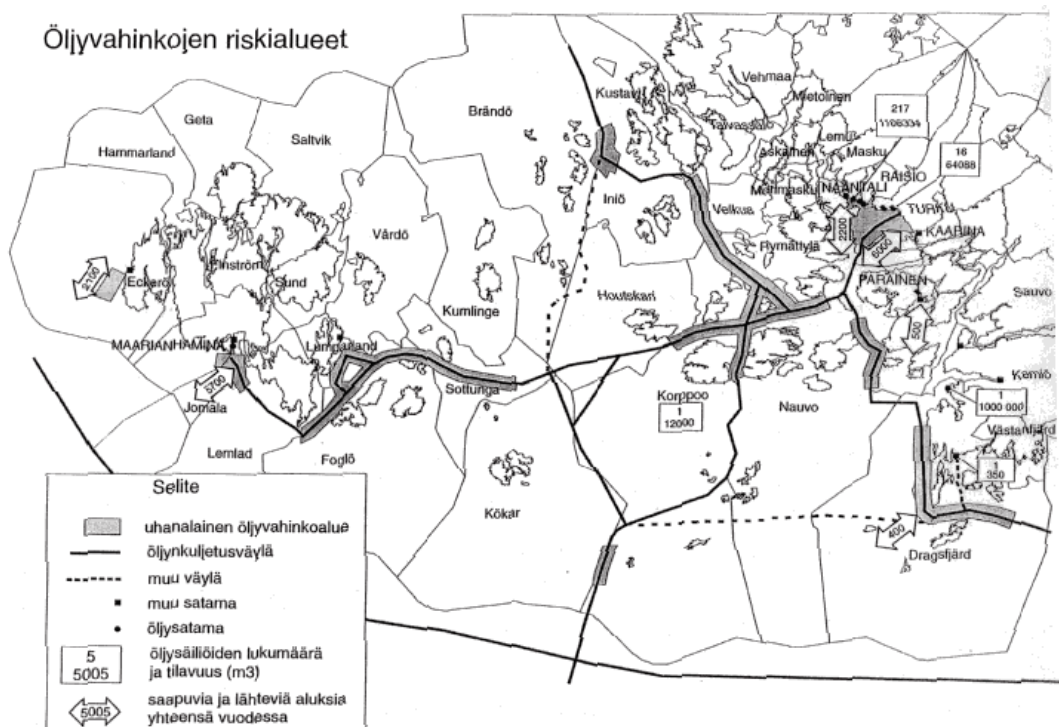 Öljyvahinkojen riskialueet
Vehmaa
Kustavi
Mietoinen
Geta
Brändö
217
1106334
Saltvik
Taivassalo
Lemu
Hammarland
Askainen
Masku
16
64088
RAISIO
Merimasku
NAANTALI
Iniö
Velkua
TURKU
Vårdö
2200
KAARINA
Rymättylä
6000
Finström
2100
Eckerö
Sund
PARAINEN
Houtskari
Sauvo
Kumlinge
500
MAARIANHAMINA
Lumparland
5700
Sottunga
Kemiö
Jomala
Korppoo
1
12000
Nauvo
1
1000 000
Västanfjärd
Lemlad
Föglö
1
350
Kökar
400
Dragsfjärd
Selite
uhanalainen öljyvahinkoalue
öljynkuljetusväylä
muu väylä
muu satama
öljysatama
5
5005
öljysäiliöiden lukumäärä
ja tilavuus (m3)
5005
saapuvia ja lähteviä aluksia
yhteensä vuodessa